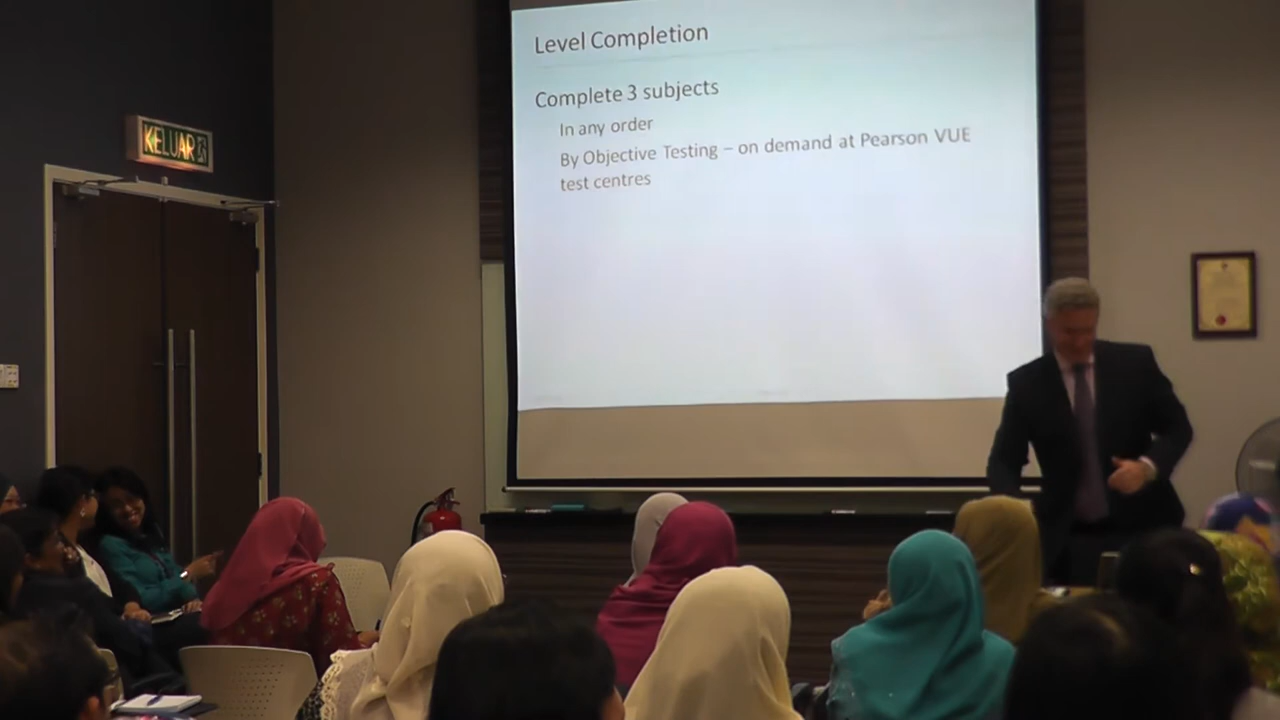 Level Completion
Complete 3 subjects
In any order
By Objective Testing – on demand at Pearson VUE
test centres
KELUAR